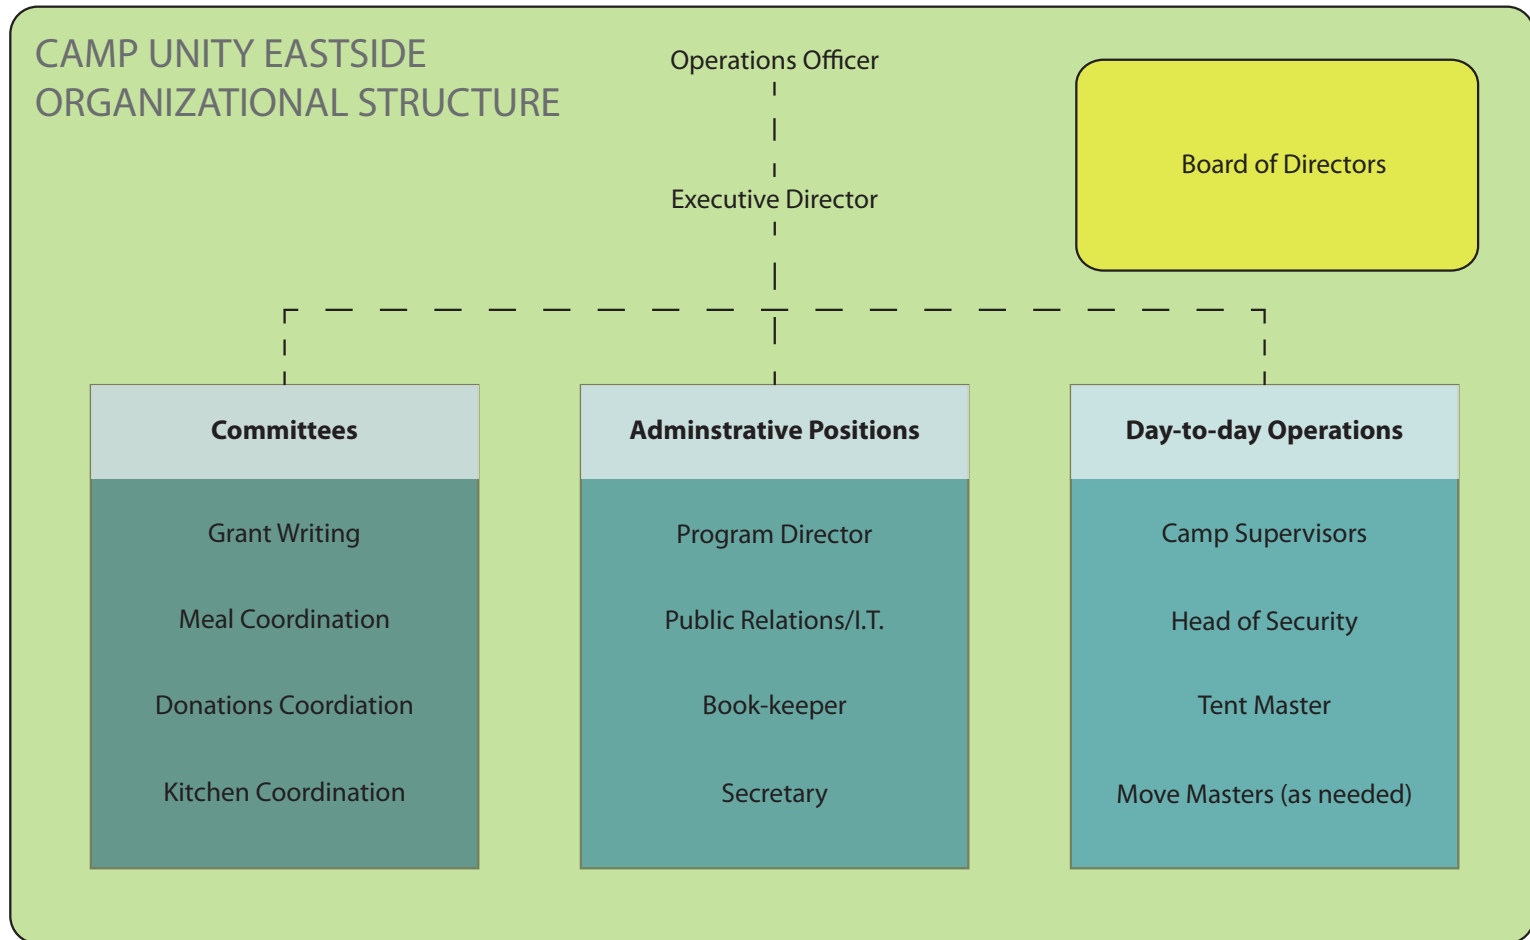 CAMP UNITY EASTSIDE
ORGANIZATIONAL STRUCTURE
Operations Officer
Executive Director
Board of Directors
Committees
Grant Writing
Meal Coordination
Donations Coordiation
Kitchen Coordination
Adminstrative Positions
Program Director
Public Relations/I.T.
Book-keeper
Secretary
Day-to-day Operations
Camp Supervisors
Head of Security
Tent Master
Move Masters (as needed)